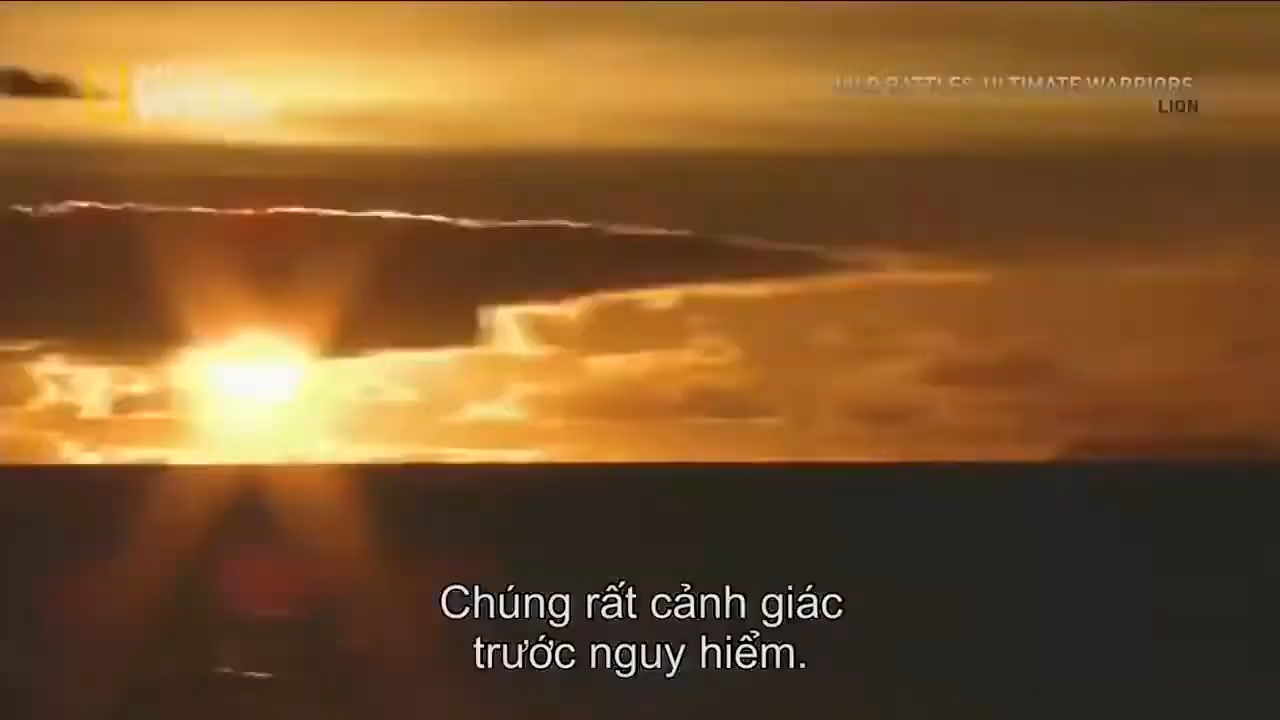 WILD BATTLES: ULTIMATE WARRIORS
LION
Chúng rất cảnh giác
trước nguy hiểm.